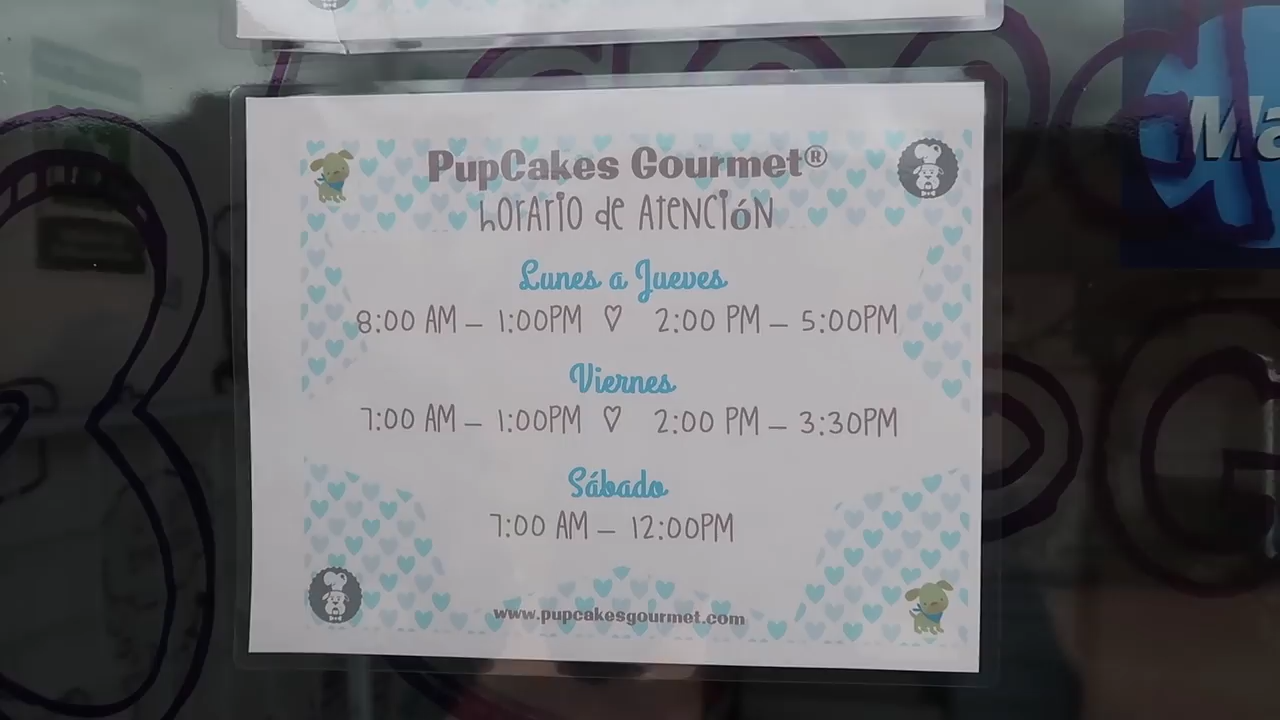 PupCakes Gourmet®
horario de Atención
Lunes a Jueves
8:00 AM – 1:00PM ♡ 2:00 PM – 5:00PM
Viernes
7:00 AM – 1:00PM ♡ 2:00 PM – 3:30PM
Sábado
7:00 AM – 12:00PM
www.pupcakesgourmet.com
Ma